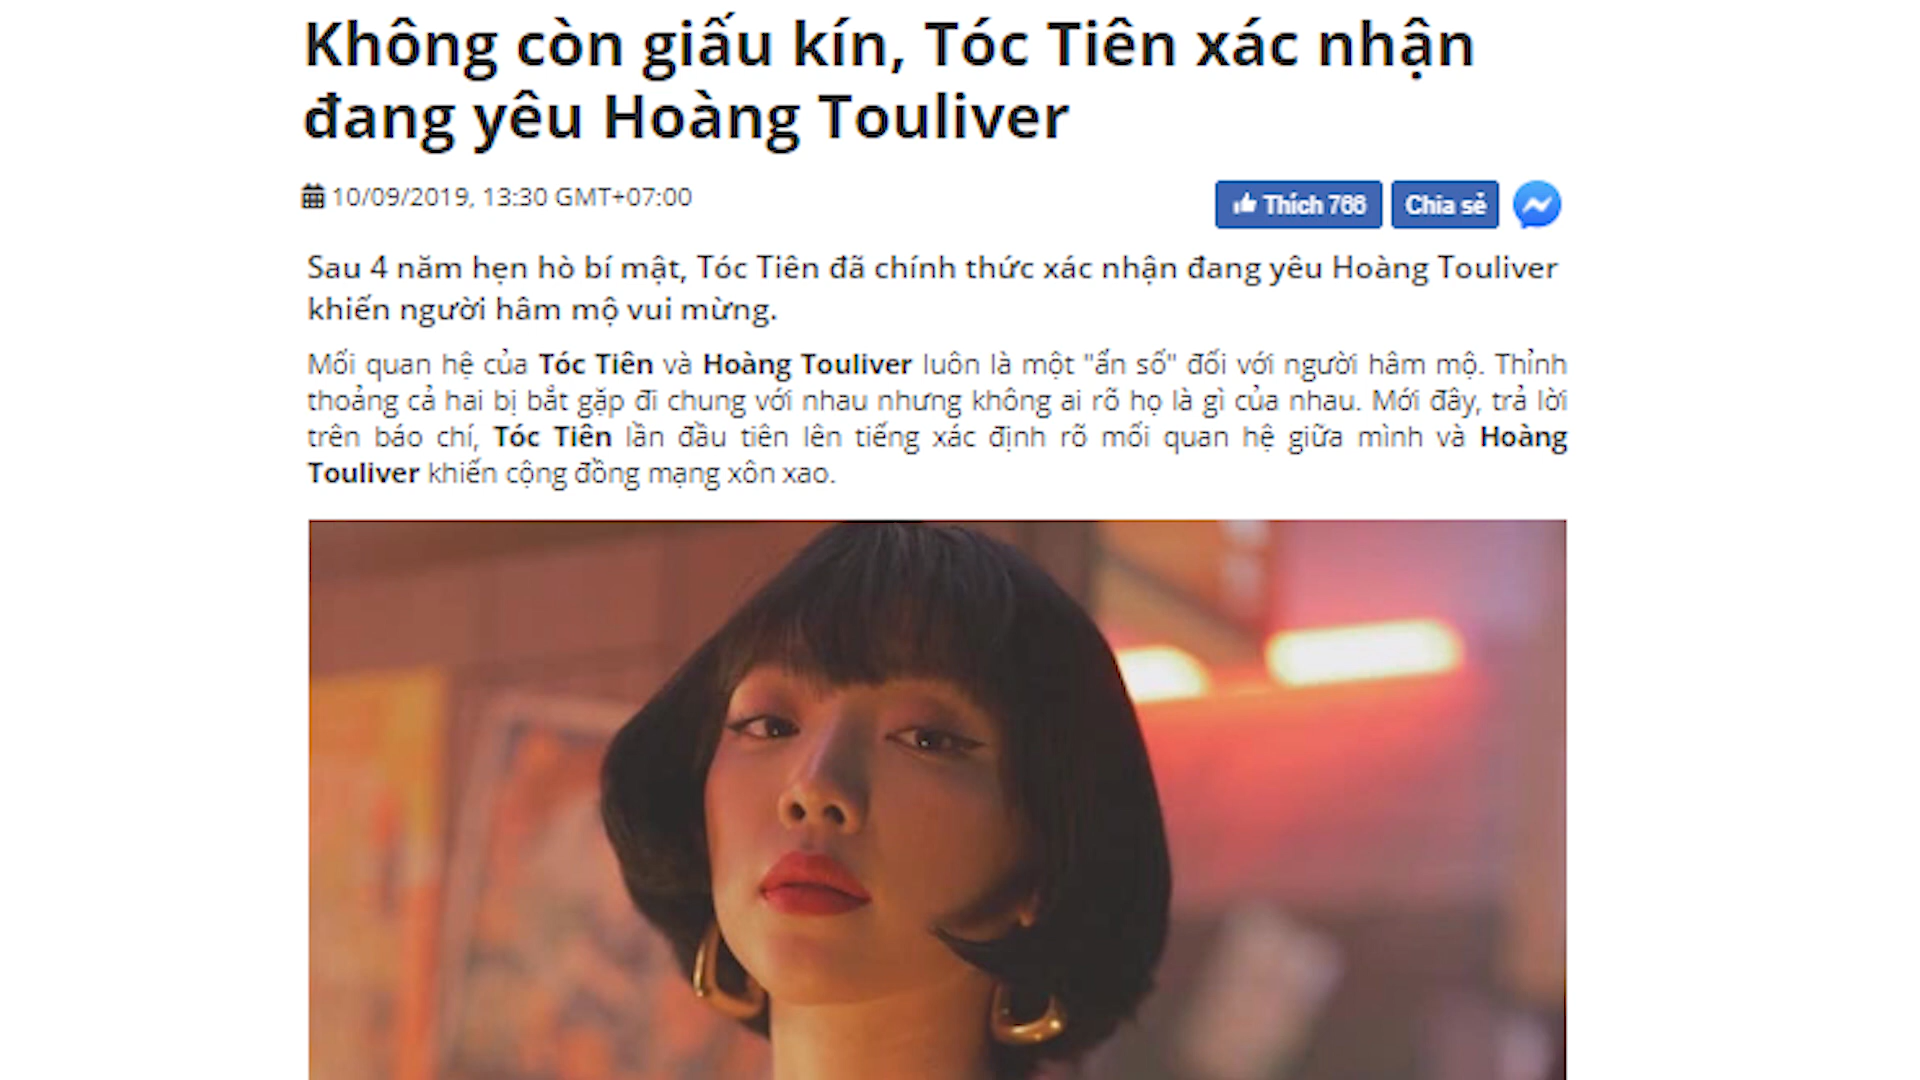 Không còn giấu kín, Tóc Tiên xác nhận
đang yêu Hoàng Touliver
10/09/2019, 13:30 GMT+07:00
Thích 766
Chia sẻ
Sau 4 năm hẹn hò bí mật, Tóc Tiên đã chính thức xác nhận đang yêu Hoàng Touliver
khiến người hâm mộ vui mừng.
Mối quan hệ của Tóc Tiên và Hoàng Touliver luôn là một "ẩn số" đối với người hâm mộ. Thỉnh
thoảng cả hai bị bắt gặp đi chung với nhau nhưng không ai rõ họ là gì của nhau. Mới đây, trả lời
trên báo chí, Tóc Tiên lần đầu tiên lên tiếng xác định rõ mối quan hệ giữa mình và Hoàng
Touliver khiến cộng đồng mạng xôn xao.